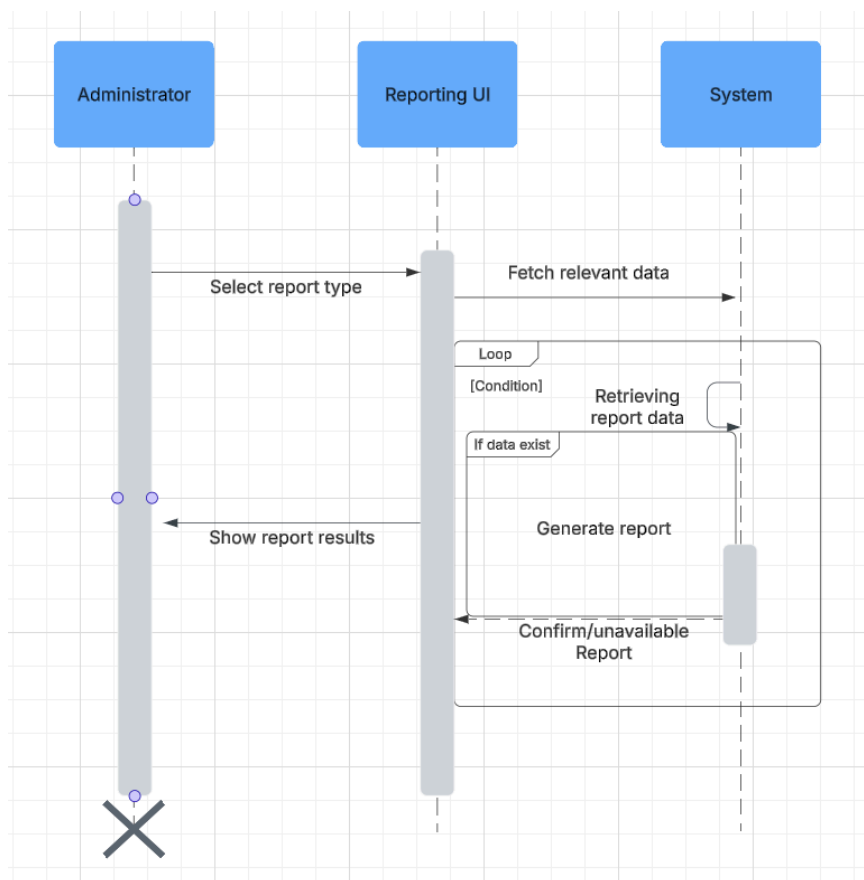 Administrator
Reporting UI
System
Select report type
Fetch relevant data
Loop
[Condition]
Retrieving
report data
If data exist
Generate report
Show report results
Confirm/unavailable
Report